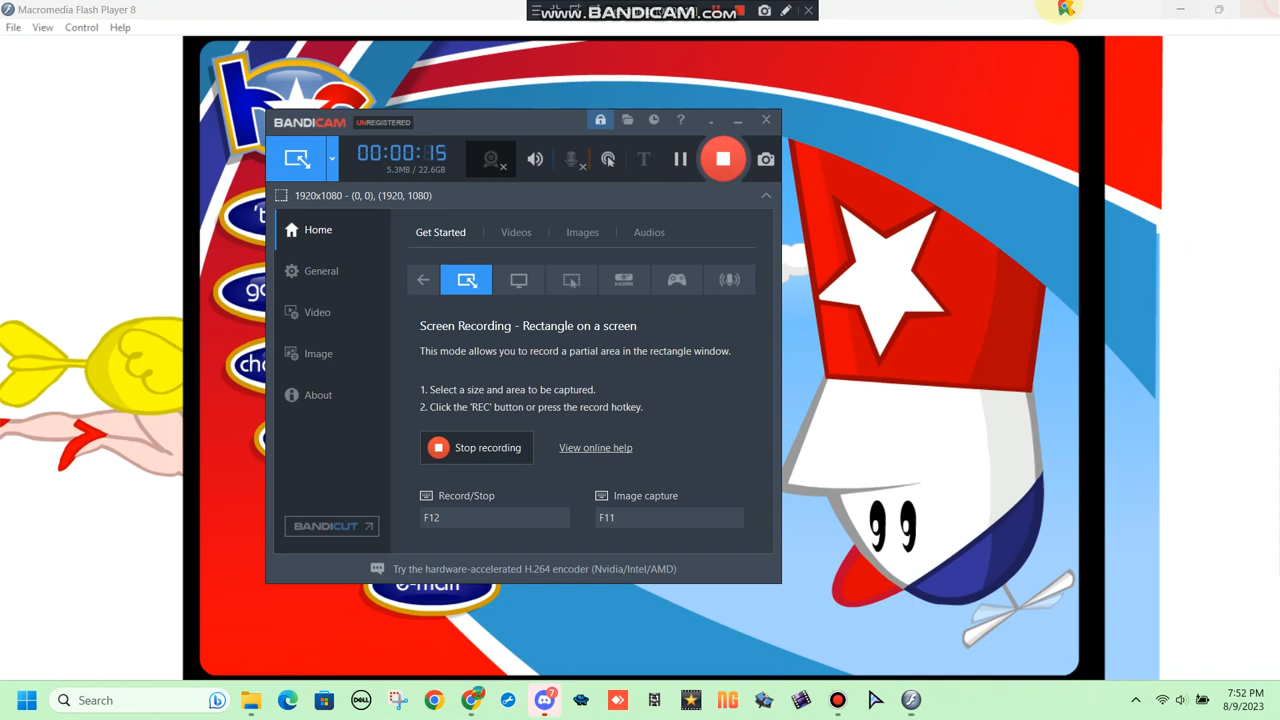 Macromedia Flash Player 8
www.BANDICAM.com
File View Control Help
BANDICAM UNREGISTERED
00:00:15
5.3MB / 22.6GB
1920x1080 - (0, 0), (1920, 1080)
Home
General
Video
Image
About
BANDICUT
Get Started Videos Images Audios
Screen Recording - Rectangle on a screen
This mode allows you to record a partial area in the rectangle window.
1. Select a size and area to be captured.
2. Click the 'REC' button or press the record hotkey.
Stop recording View online help
Record/Stop Image capture
F12 F11
Try the hardware-accelerated H.264 encoder (Nvidia/Intel/AMD)
e-mail
Search
DELL
7
NG
7:52 PM
8/9/2023